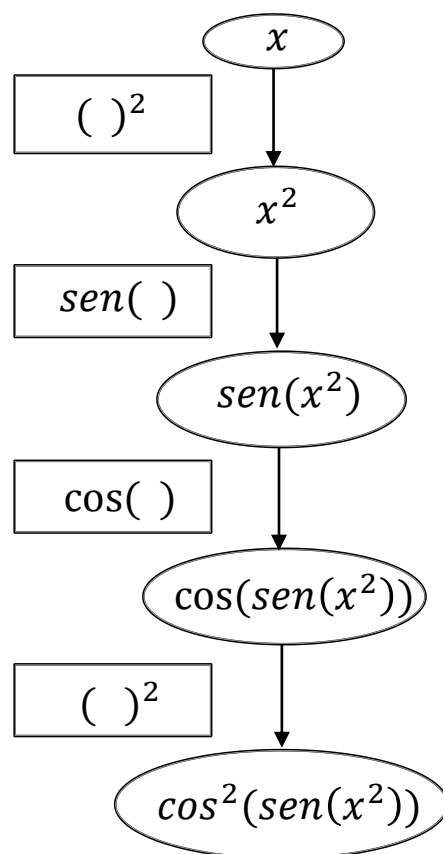 x
( )²
x²
sen( )
sen(x²)
cos( )
cos(sen(x²))
( )²
cos²(sen(x²))